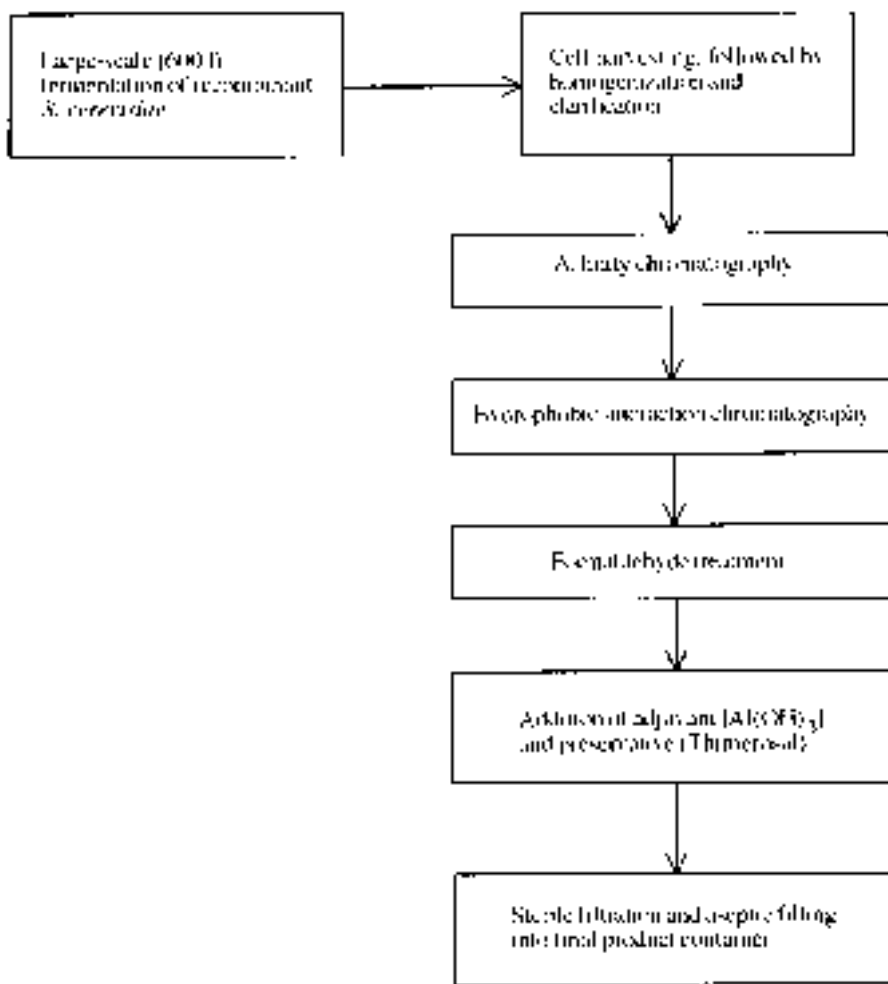 Large-scale [600 l]
fermentation of recombinant
S. cerevisiae
Cell harvesting, followed by
homogenization and
clarification
Affinity chromatography
Hydrophobic interaction chromatography
Formaldehyde treatment
Addition of adjuvant [Al(OH)3]
and preservative (Thimerosal)
Sterile filtration and aseptic filling
into final product container